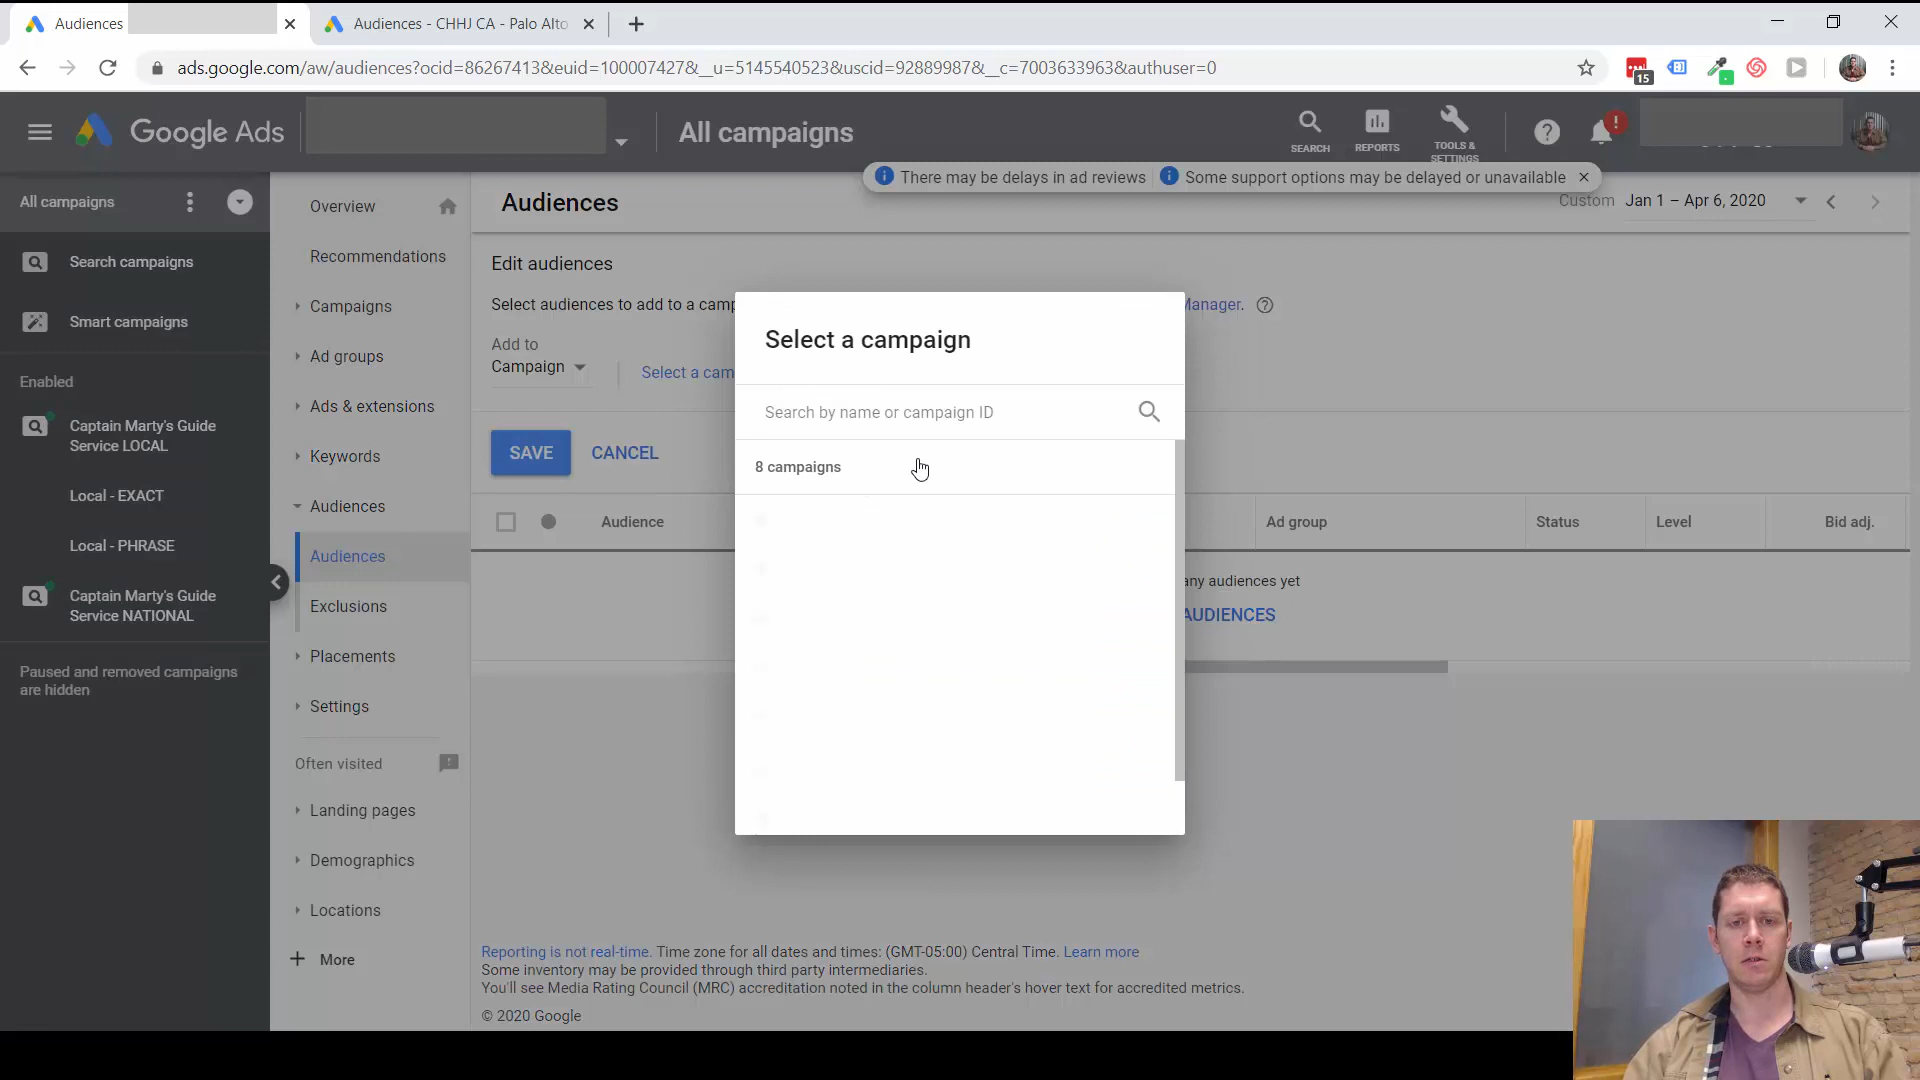 Audiences
Audiences - CHHJ CA - Palo Alto
ads.google.com/aw/audiences?ocid=86267413&euid=100007427&__u=5145540523&uscid=92889987&__c=7003633963&authuser=0
15
Google Ads
All campaigns
SEARCH
REPORTS
TOOLS &
SETTINGS
!
There may be delays in ad reviews
Some support options may be delayed or unavailable
All campaigns
Search campaigns
Smart campaigns
Enabled
Captain Marty's Guide
Service LOCAL
Local - EXACT
Local - PHRASE
Captain Marty's Guide
Service NATIONAL
Paused and removed campaigns
are hidden
Overview
Recommendations
Campaigns
Ad groups
Ads & extensions
Keywords
Audiences
Audiences
Exclusions
Placements
Settings
Often visited
Landing pages
Demographics
Locations
More
Audiences
Custom
Jan 1 – Apr 6, 2020
Edit audiences
Select audiences to add to a camp
Manager.
Add to
Campaign
Select a cam
SAVE
CANCEL
Audience
Ad group
Status
Level
Bid adj.
any audiences yet
AUDIENCES
Select a campaign
Search by name or campaign ID
8 campaigns
Reporting is not real-time. Time zone for all dates and times: (GMT-05:00) Central Time. Learn more
Some inventory may be provided through third party intermediaries.
You'll see Media Rating Council (MRC) accreditation noted in the column header's hover text for accredited metrics.
© 2020 Google